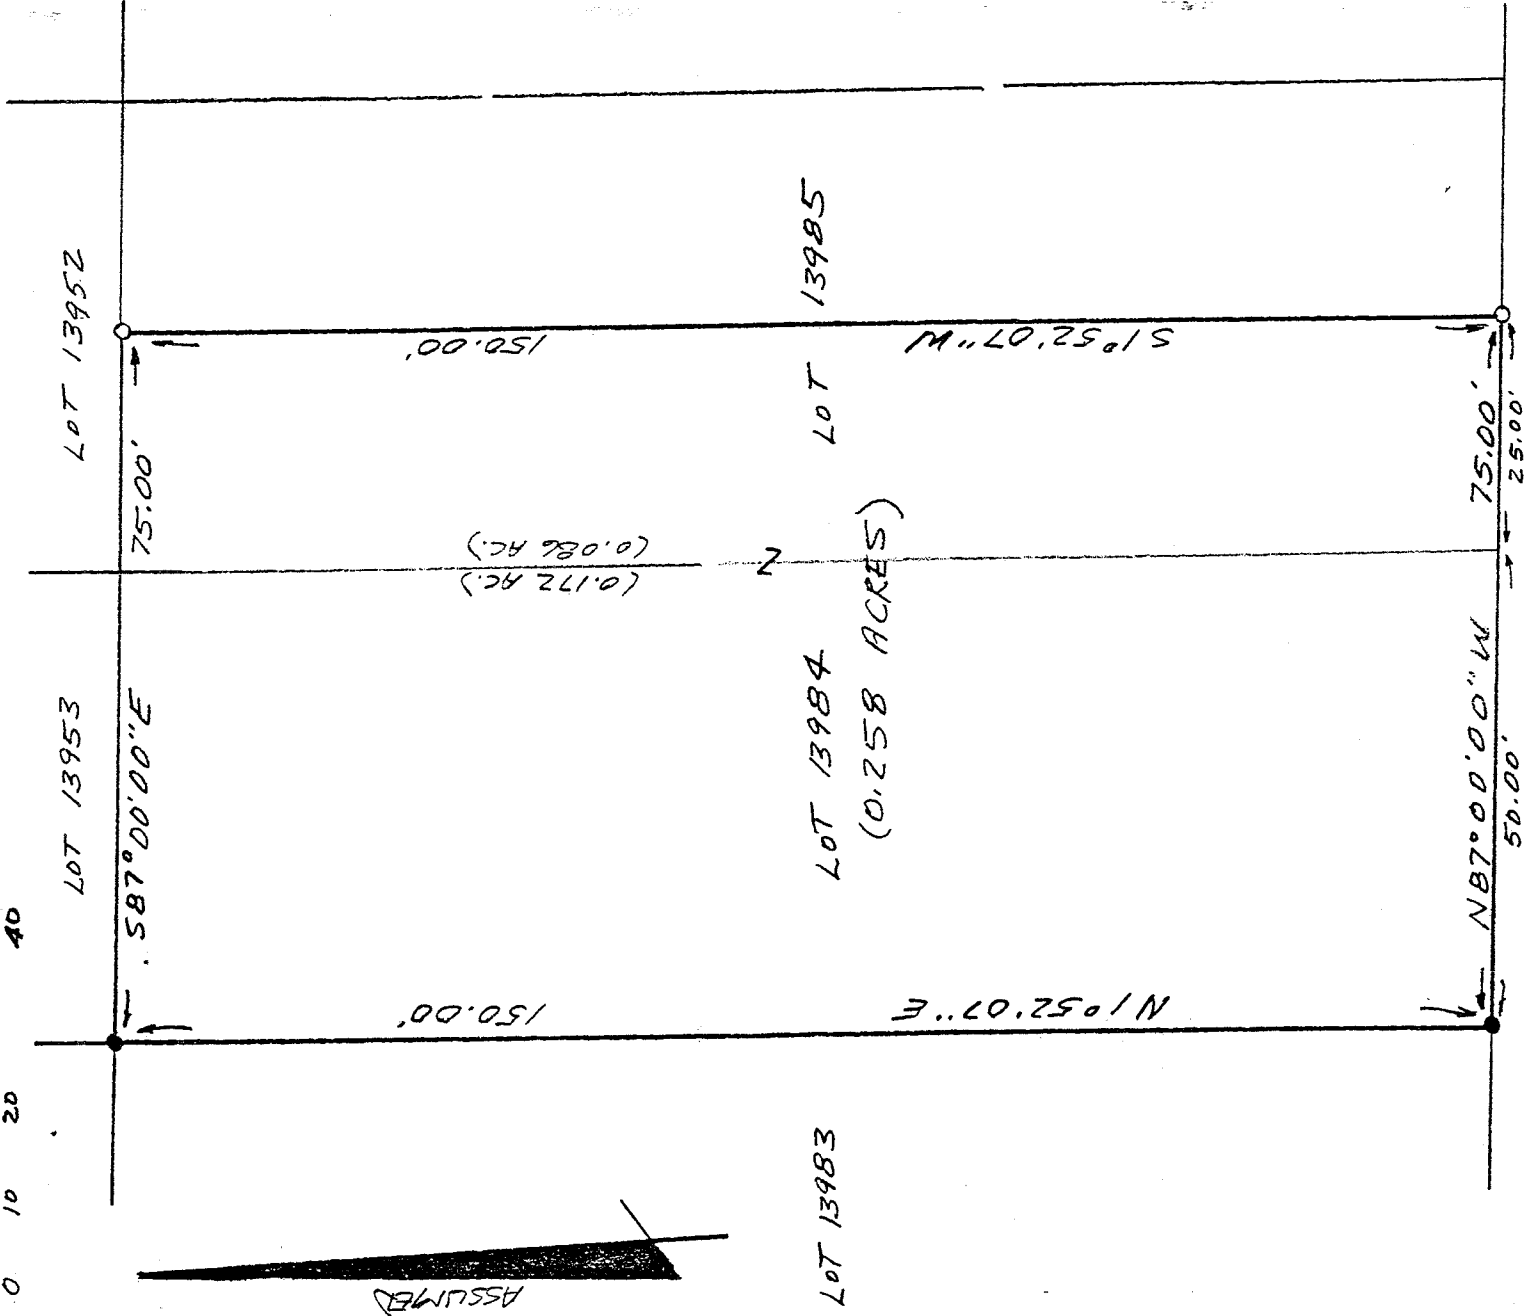 LOT 13953
LOT 13952
S87°00'00"E
75.00'
150.00'
S1°52'07"W
LOT 13985
(0.086 AC.)
(0.172 AC.)
Z
LOT 13984
(0.258 ACRES)
150.00'
N1°52'07"E
N87°00'00"W
75.00'
50.00'
25.00'
LOT 13983
ASSUMED
0 10 20 40